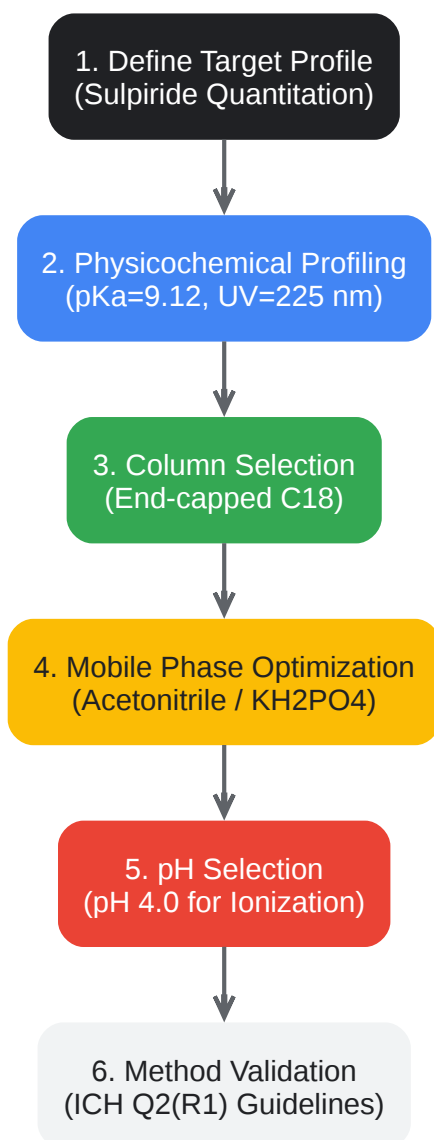 1. Define Target Profile
(Sulpiride Quantitation)
2. Physicochemical Profiling
(pKa=9.12, UV=225 nm)
3. Column Selection
(End-capped C18)
4. Mobile Phase Optimization
(Acetonitrile / KH2PO4)
5. pH Selection
(pH 4.0 for Ionization)
6. Method Validation
(ICH Q2(R1) Guidelines)